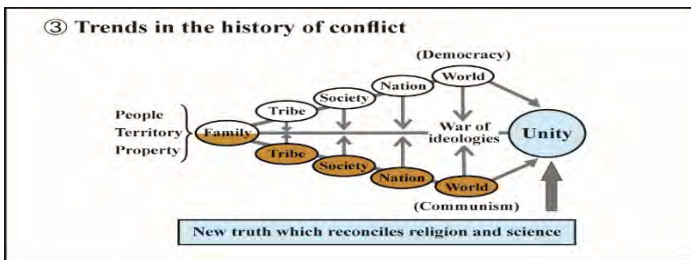 ③ Trends in the history of conflict
(Democracy)
World
Nation
Society
Tribe
People
Territory
Property
Family
War of
ideologies
Unity
Tribe
Society
Nation
World
(Communism)
New truth which reconciles religion and science